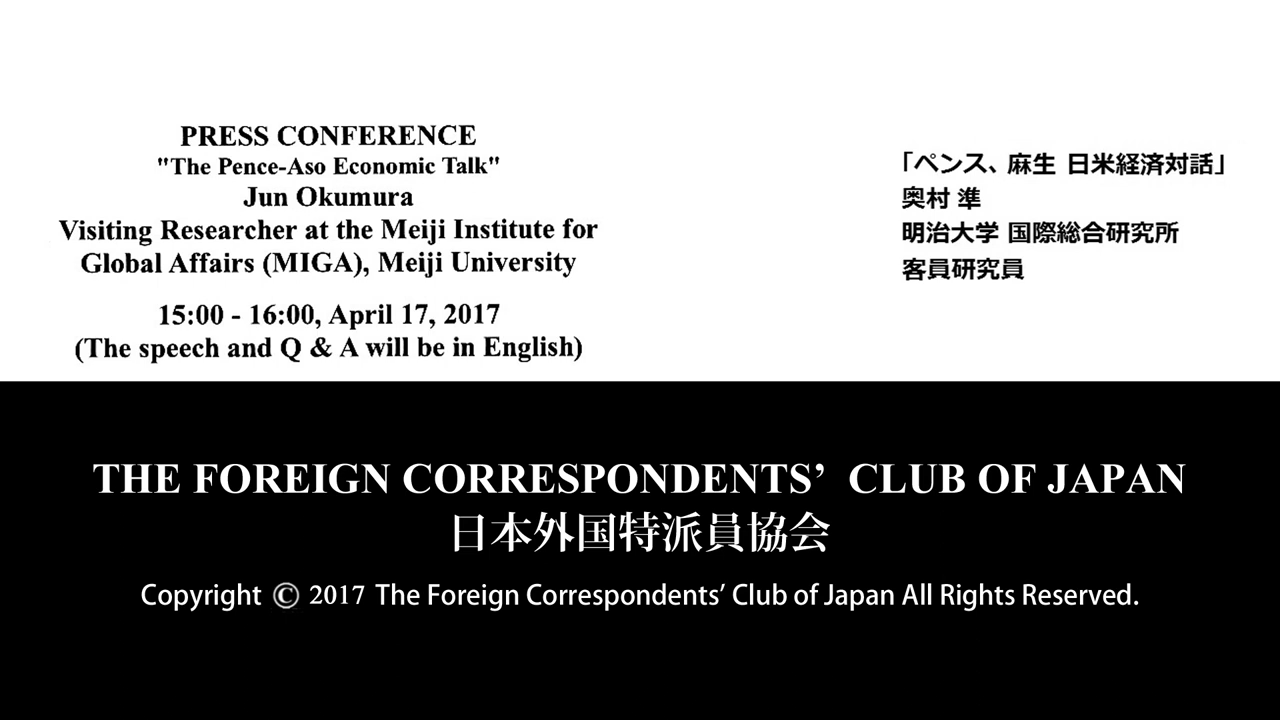 PRESS CONFERENCE
"The Pence-Aso Economic Talk"
Jun Okumura
Visiting Researcher at the Meiji Institute for
Global Affairs (MIGA), Meiji University
15:00 - 16:00, April 17, 2017
(The speech and Q & A will be in English)
「ペンス、麻生 日米経済対話」
奥村 準
明治大学 国際総合研究所
客員研究員
THE FOREIGN CORRESPONDENTS’ CLUB OF JAPAN
日本外国特派員協会
Copyright © 2017 The Foreign Correspondents’ Club of Japan All Rights Reserved.